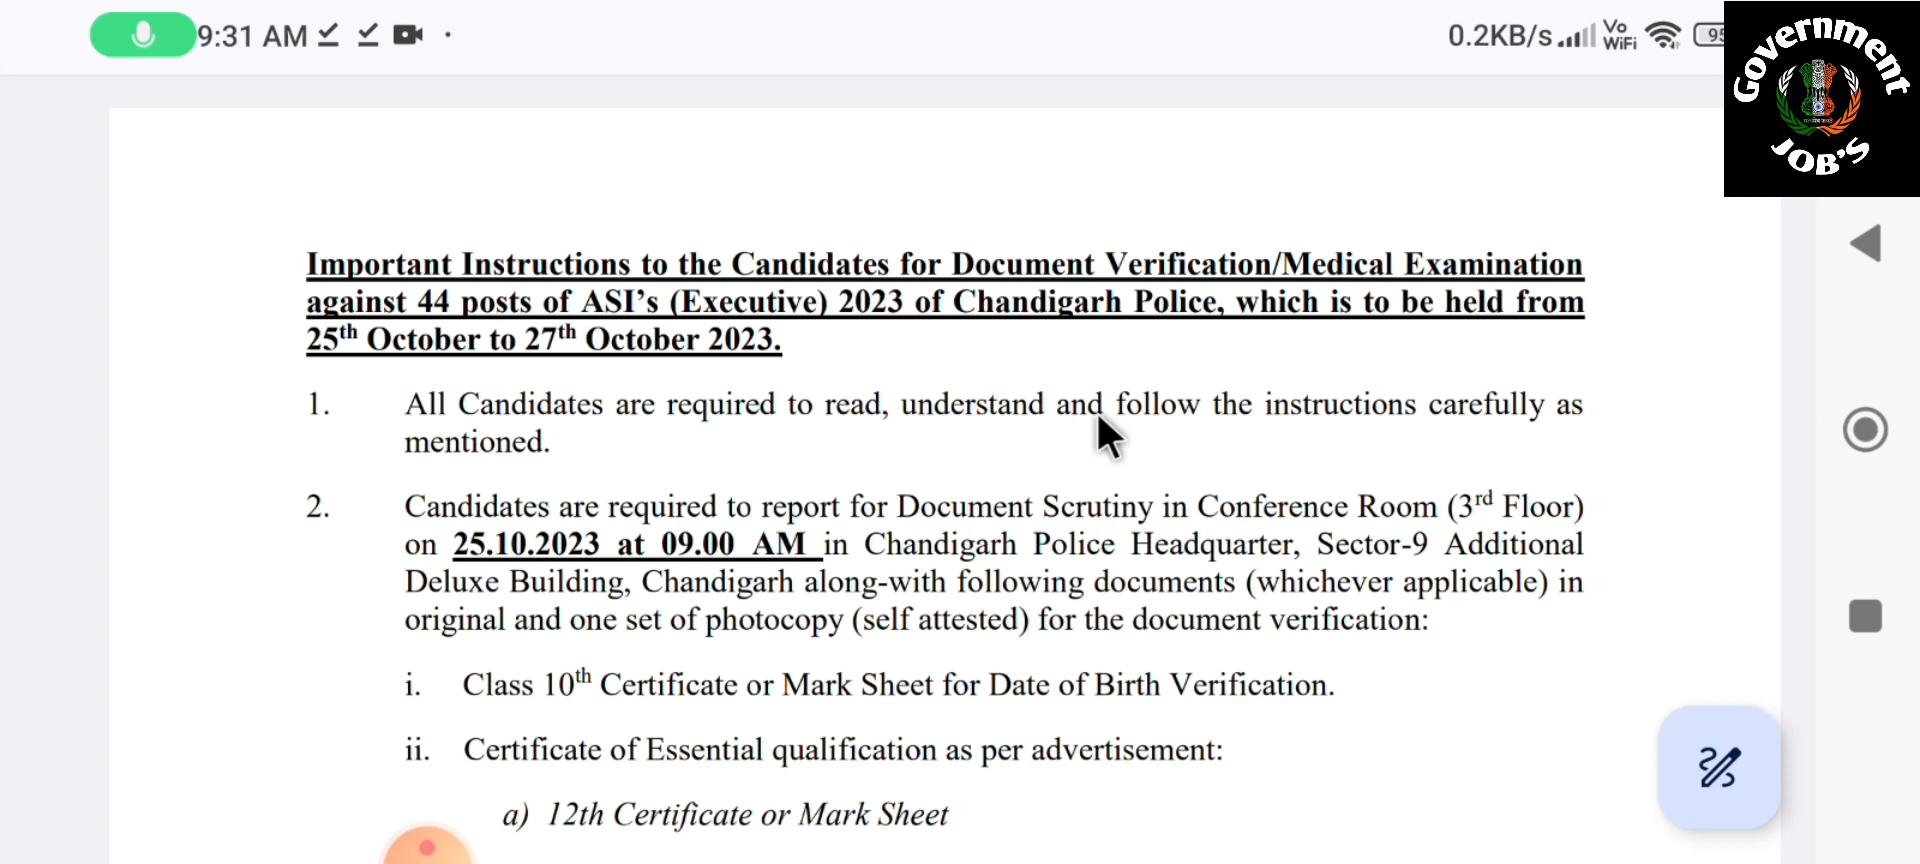 9:31 AM
0.2KB/s Vo WiFi
Government
JOB'S
Important Instructions to the Candidates for Document Verification/Medical Examination
against 44 posts of ASI's (Executive) 2023 of Chandigarh Police, which is to be held from
25th October to 27th October 2023.
1. All Candidates are required to read, understand and follow the instructions carefully as
mentioned.
2. Candidates are required to report for Document Scrutiny in Conference Room (3rd Floor)
on 25.10.2023 at 09.00 AM in Chandigarh Police Headquarter, Sector-9 Additional
Deluxe Building, Chandigarh along-with following documents (whichever applicable) in
original and one set of photocopy (self attested) for the document verification:
i. Class 10th Certificate or Mark Sheet for Date of Birth Verification.
ii. Certificate of Essential qualification as per advertisement:
a) 12th Certificate or Mark Sheet